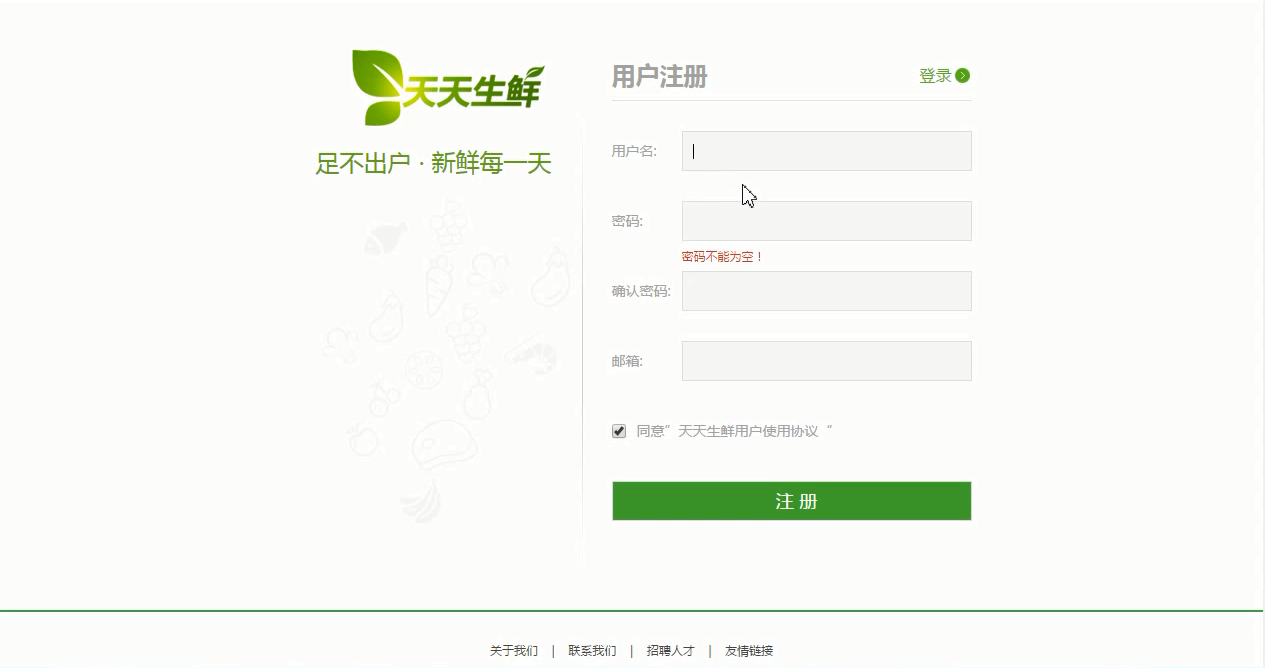 天天生鲜
足不出户 · 新鲜每一天
用户注册
登录
用户名:
密码:
密码不能为空！
确认密码:
邮箱:
同意” 天天生鲜用户使用协议 “
注 册
关于我们 | 联系我们 | 招聘人才 | 友情链接